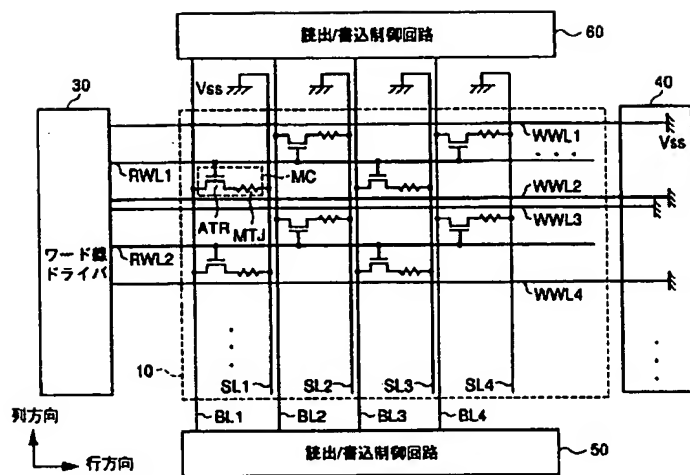 読出/書込制御回路
60
30
40
Vss
Vss
WWL1
・・・
RWL1
MC
WWL2
ATR
MTJ
WWL3
ワード線
ドライバ
RWL2
WWL4
10
SL1
SL2
SL3
SL4
列方向
BL1
BL2
BL3
BL4
行方向
読出/書込制御回路
50